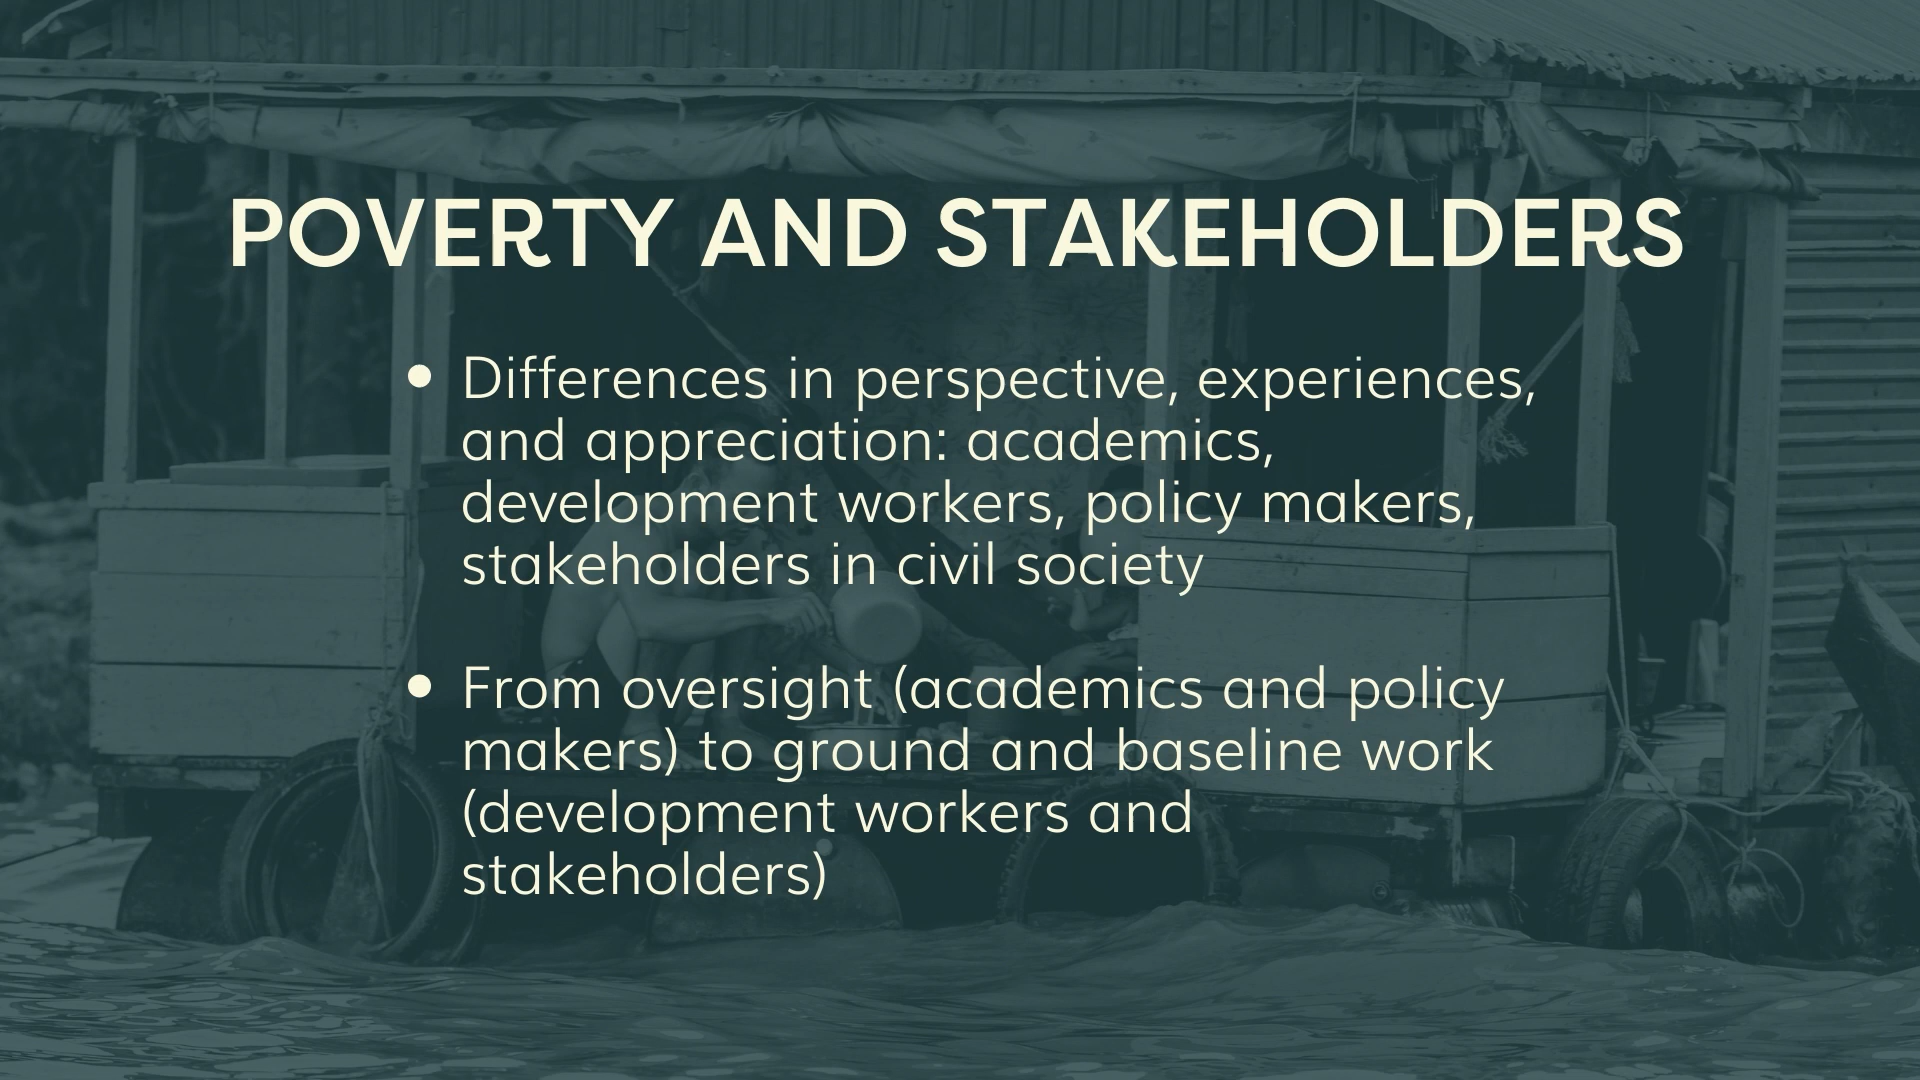 POVERTY AND STAKEHOLDERS
• Differences in perspective, experiences,
and appreciation: academics,
development workers, policy makers,
stakeholders in civil society
• From oversight (academics and policy
makers) to ground and baseline work
(development workers and
stakeholders)